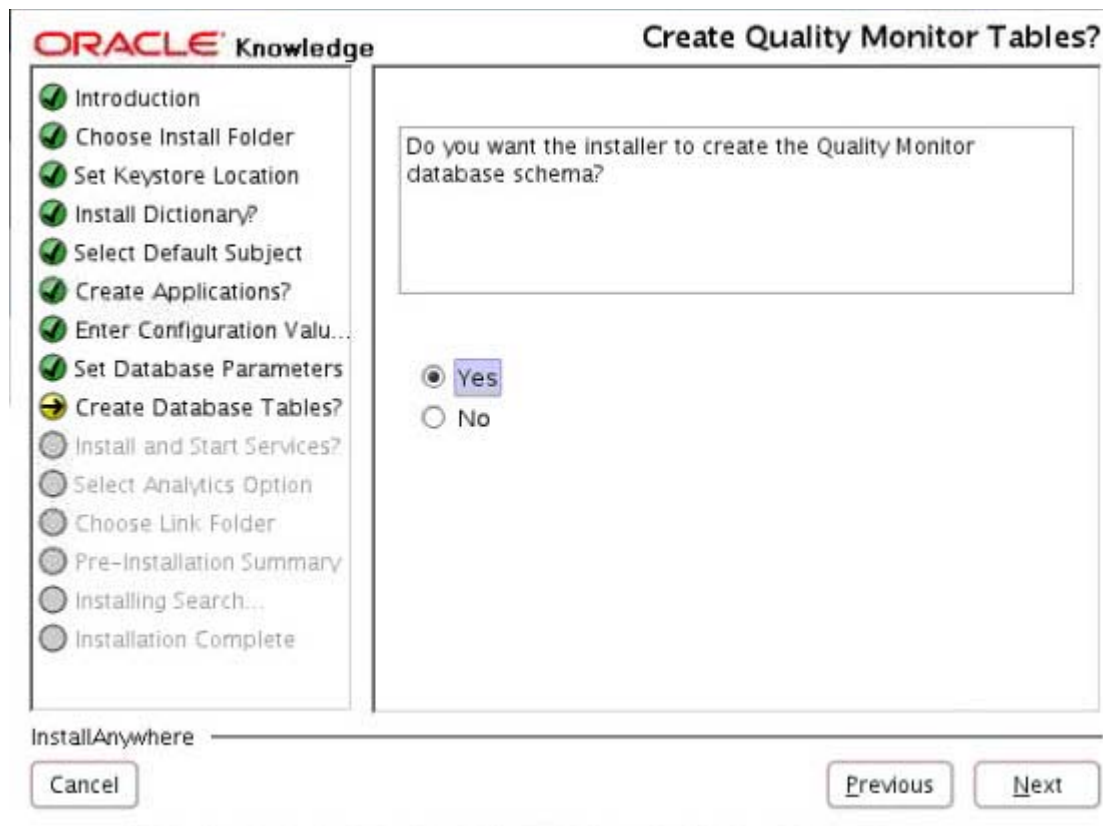 ORACLE Knowledge
Create Quality Monitor Tables?
Introduction
Choose Install Folder
Set Keystore Location
Install Dictionary?
Select Default Subject
Create Applications?
Enter Configuration Valu...
Set Database Parameters
Create Database Tables?
Install and Start Services?
Select Analytics Option
Choose Link Folder
Pre-Installation Summary
Installing Search...
Installation Complete
Do you want the installer to create the Quality Monitor
database schema?
Yes
No
InstallAnywhere
Cancel
Previous
Next